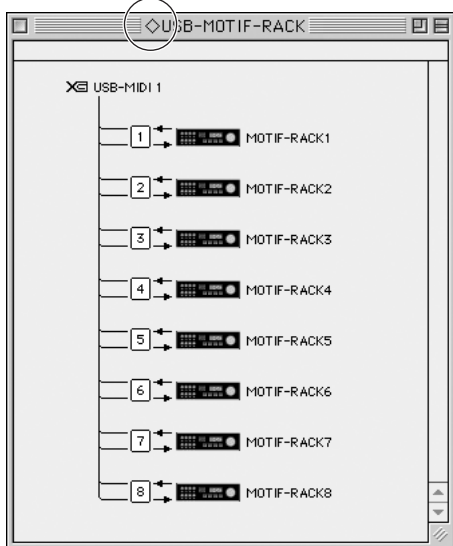 ◇USB-MOTIF-RACK
USB-MIDI 1
1 MOTIF-RACK1
2 MOTIF-RACK2
3 MOTIF-RACK3
4 MOTIF-RACK4
5 MOTIF-RACK5
6 MOTIF-RACK6
7 MOTIF-RACK7
8 MOTIF-RACK8